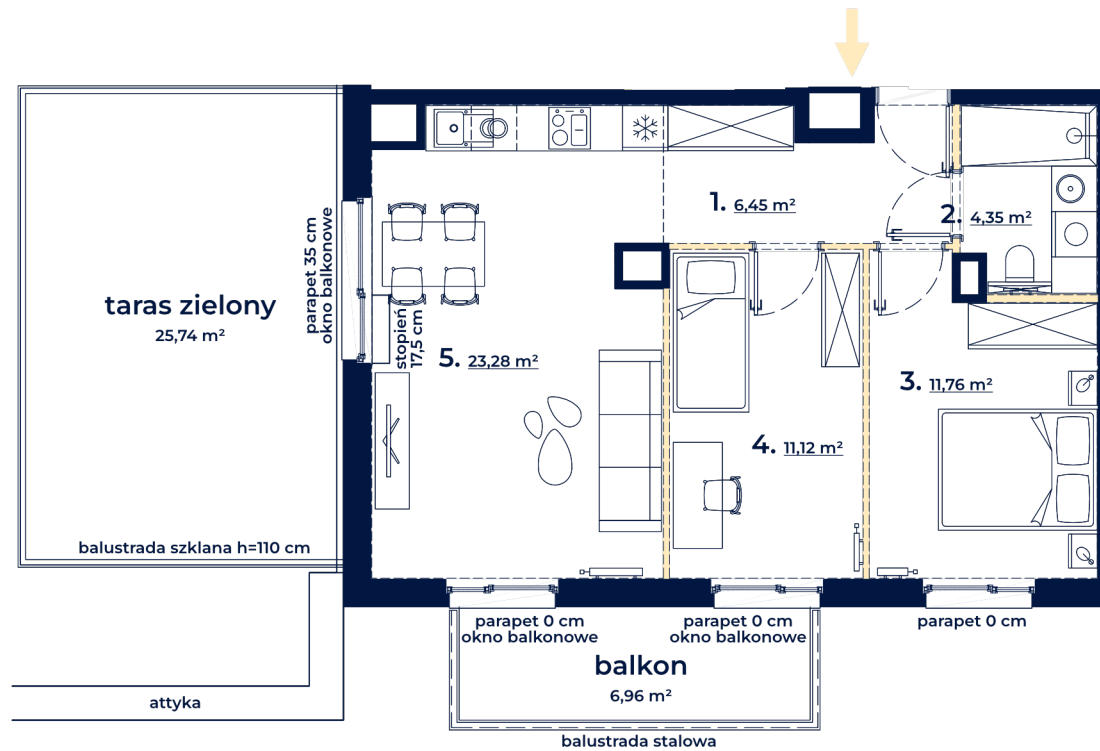 1. 6,45 m²
2. 4,35 m²
parapet 35 cm
okno balkonowe
taras zielony
25,74 m²
stopień
17,5 cm
5. 23,28 m²
3. 11,76 m²
4. 11,12 m²
balustrada szklana h=110 cm
parapet 0 cm
okno balkonowe
parapet 0 cm
okno balkonowe
parapet 0 cm
balkon
6,96 m²
attyka
balustrada stalowa